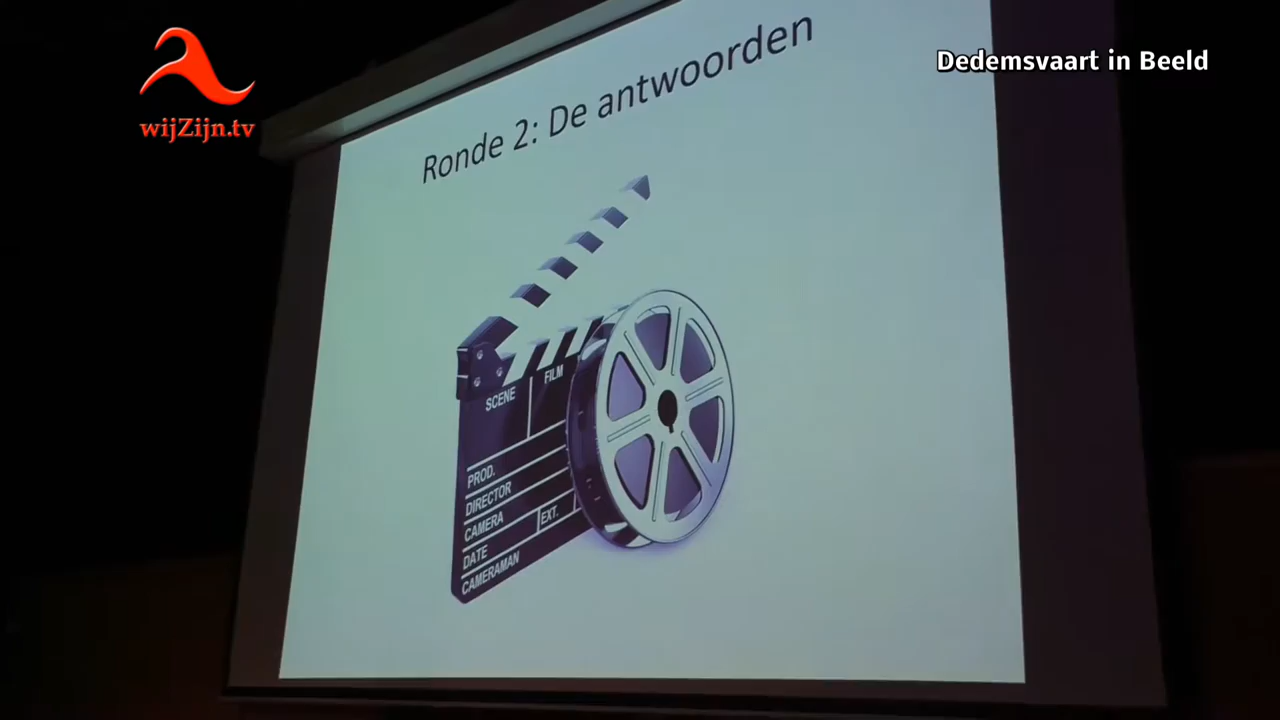 wijZijn.tv
Dedemsvaart in Beeld
Ronde 2: De antwoorden
SCENE
FILM
PROD.
DIRECTOR
CAMERA
EXT.
DATE
CAMERAMAN